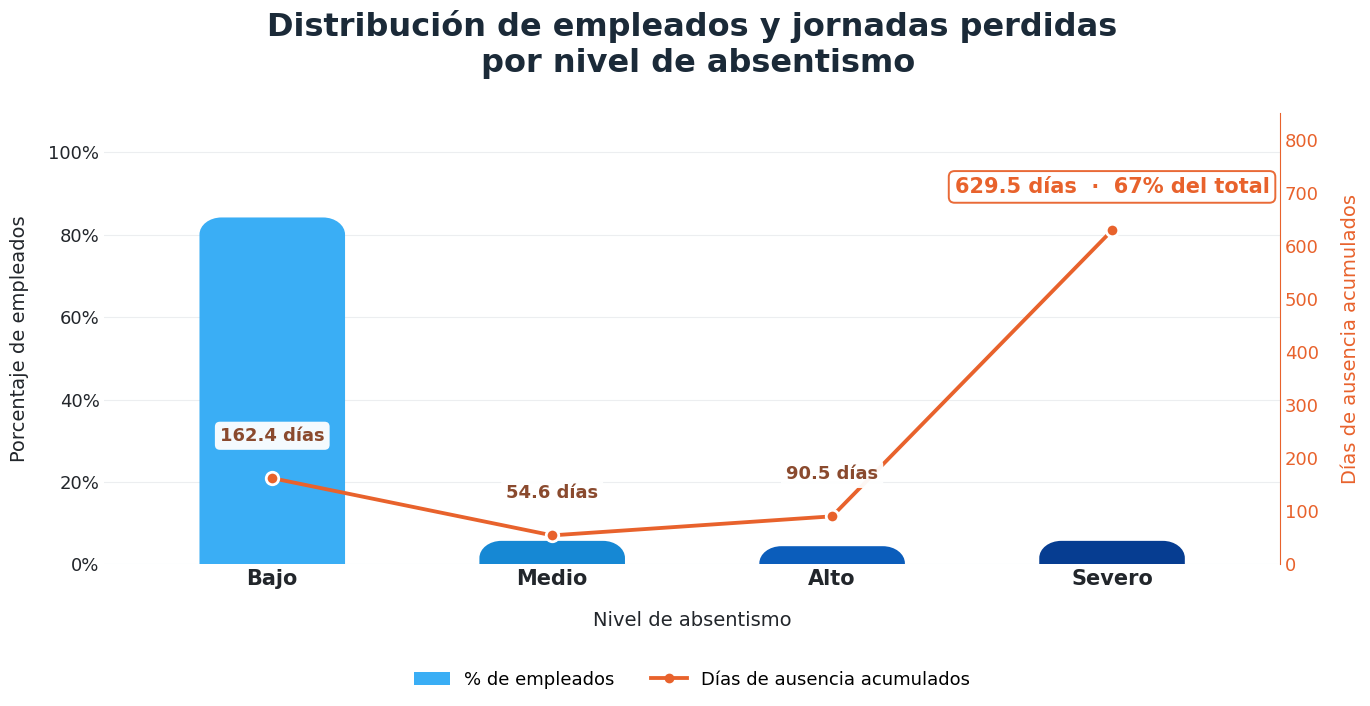 Distribución de empleados y jornadas perdidas
por nivel de absentismo
Porcentaje de empleados
100%
80%
60%
40%
20%
0%
162.4 días
54.6 días
90.5 días
629.5 días · 67% del total
800
700
600
500
400
300
200
100
0
Días de ausencia acumulados
Bajo
Medio
Alto
Severo
Nivel de absentismo
% de empleados
Días de ausencia acumulados